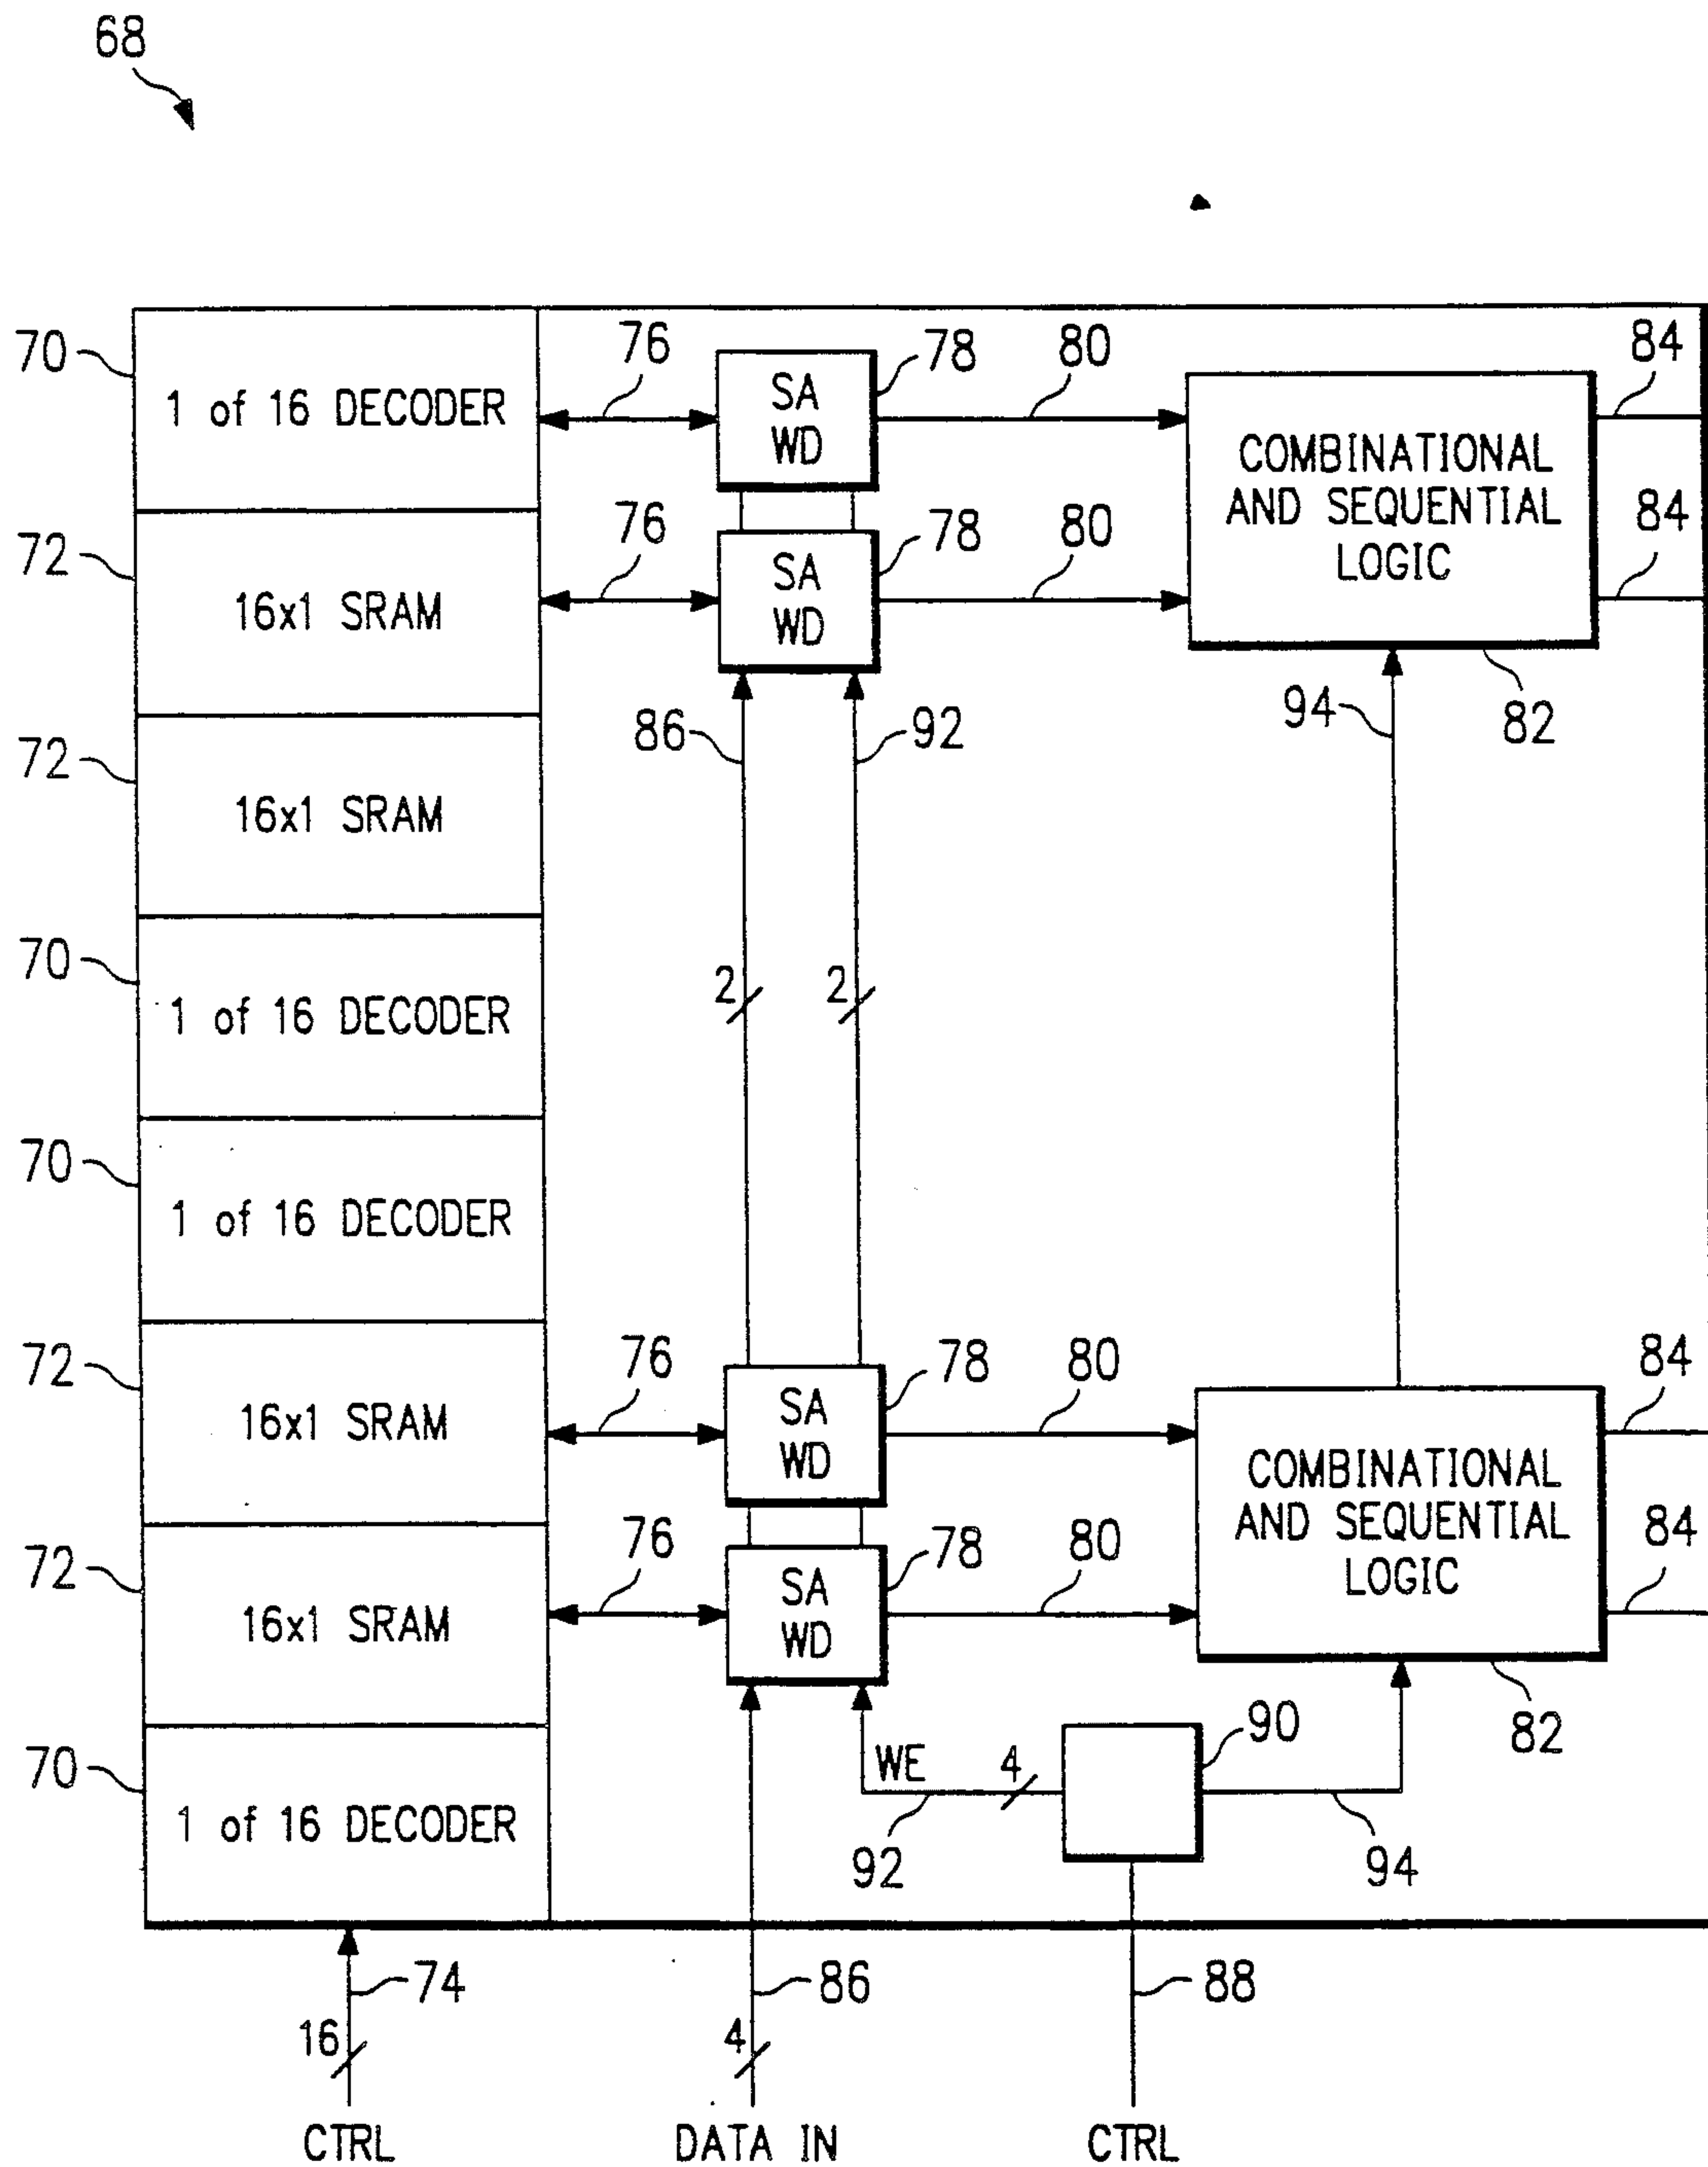 68
70
1 of 16 DECODER
76
SA
WD
78
80
COMBINATIONAL
AND SEQUENTIAL
LOGIC
84
72
16x1 SRAM
76
SA
WD
78
80
84
72
16x1 SRAM
86
92
94
82
70
1 of 16 DECODER
2
2
70
1 of 16 DECODER
72
16x1 SRAM
76
SA
WD
78
80
COMBINATIONAL
AND SEQUENTIAL
LOGIC
84
72
16x1 SRAM
76
SA
WD
78
80
84
70
1 of 16 DECODER
WE
4
90
82
92
94
74
86
88
16
4
CTRL
DATA IN
CTRL